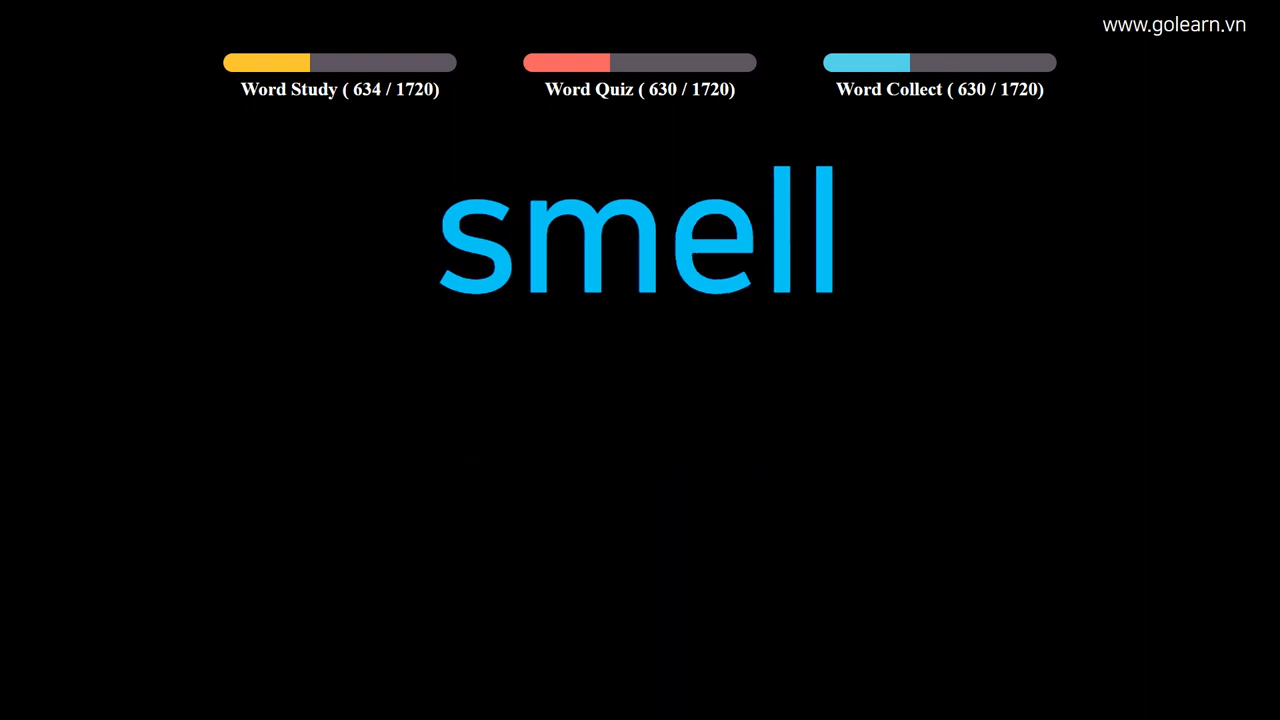 www.golearn.vn
Word Study ( 634 / 1720)
Word Quiz ( 630 / 1720)
Word Collect ( 630 / 1720)
smell